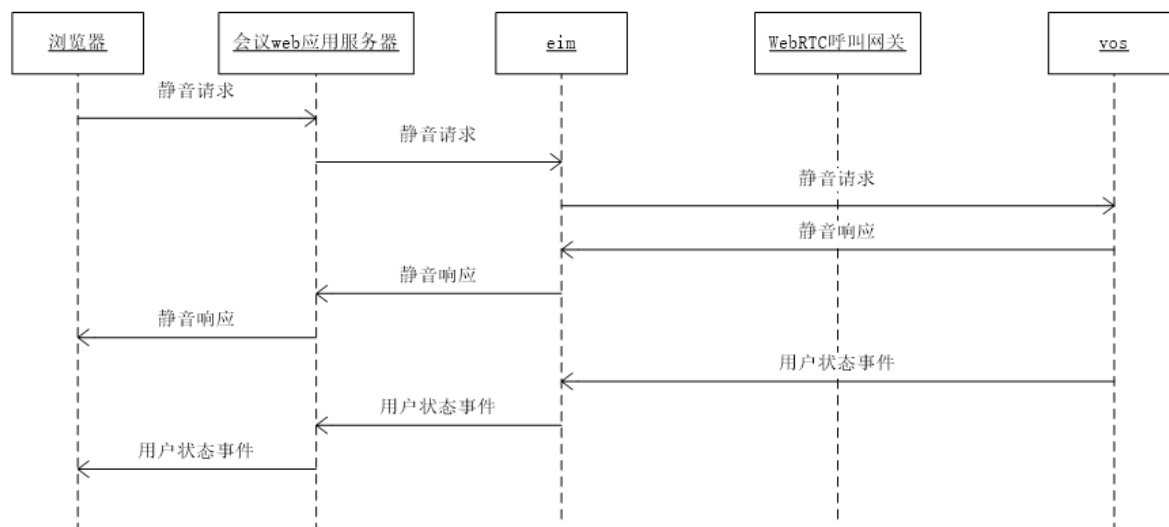 浏览器
会议web应用服务器
eim
WebRTC呼叫网关
vos
静音请求
静音请求
静音请求
静音响应
静音响应
静音响应
用户状态事件
用户状态事件
用户状态事件